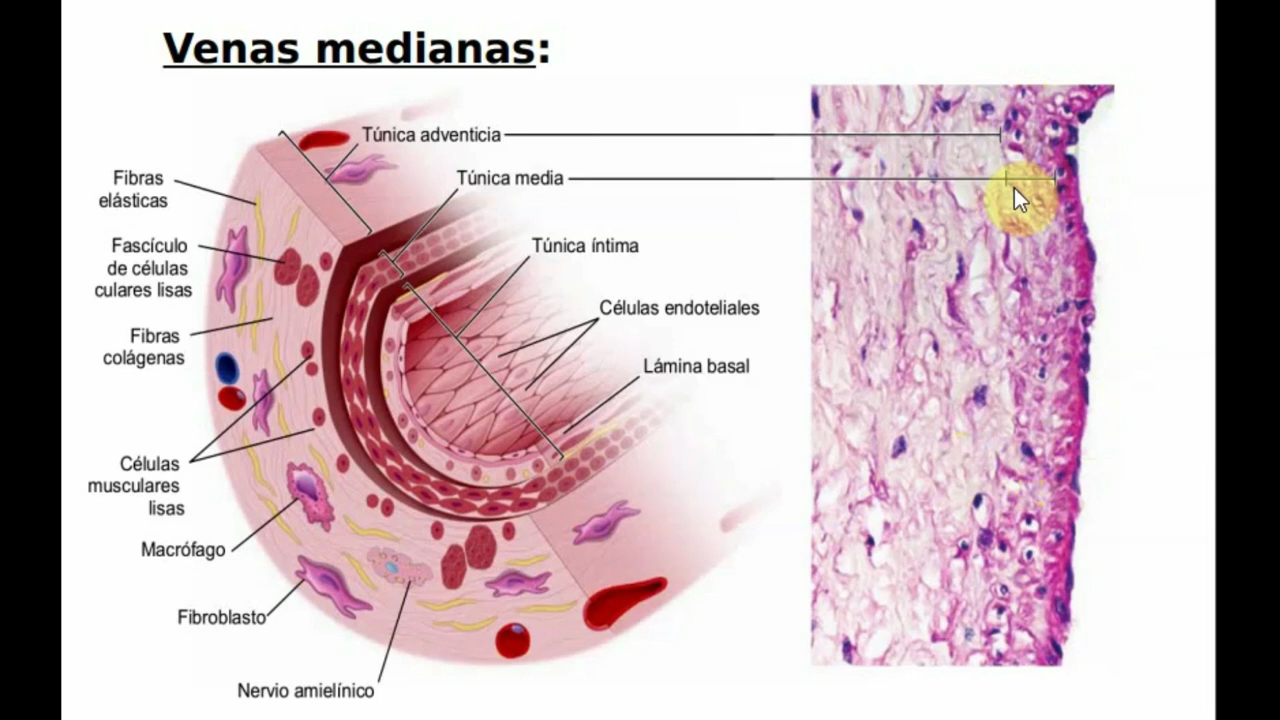 Venas medianas:
Túnica adventicia
Túnica media
Túnica íntima
Células endoteliales
Lámina basal
Fibras
elásticas
Fascículo
de células
culares lisas
Fibras
colágenas
Células
musculares
lisas
Macrófago
Fibroblasto
Nervio amielínico